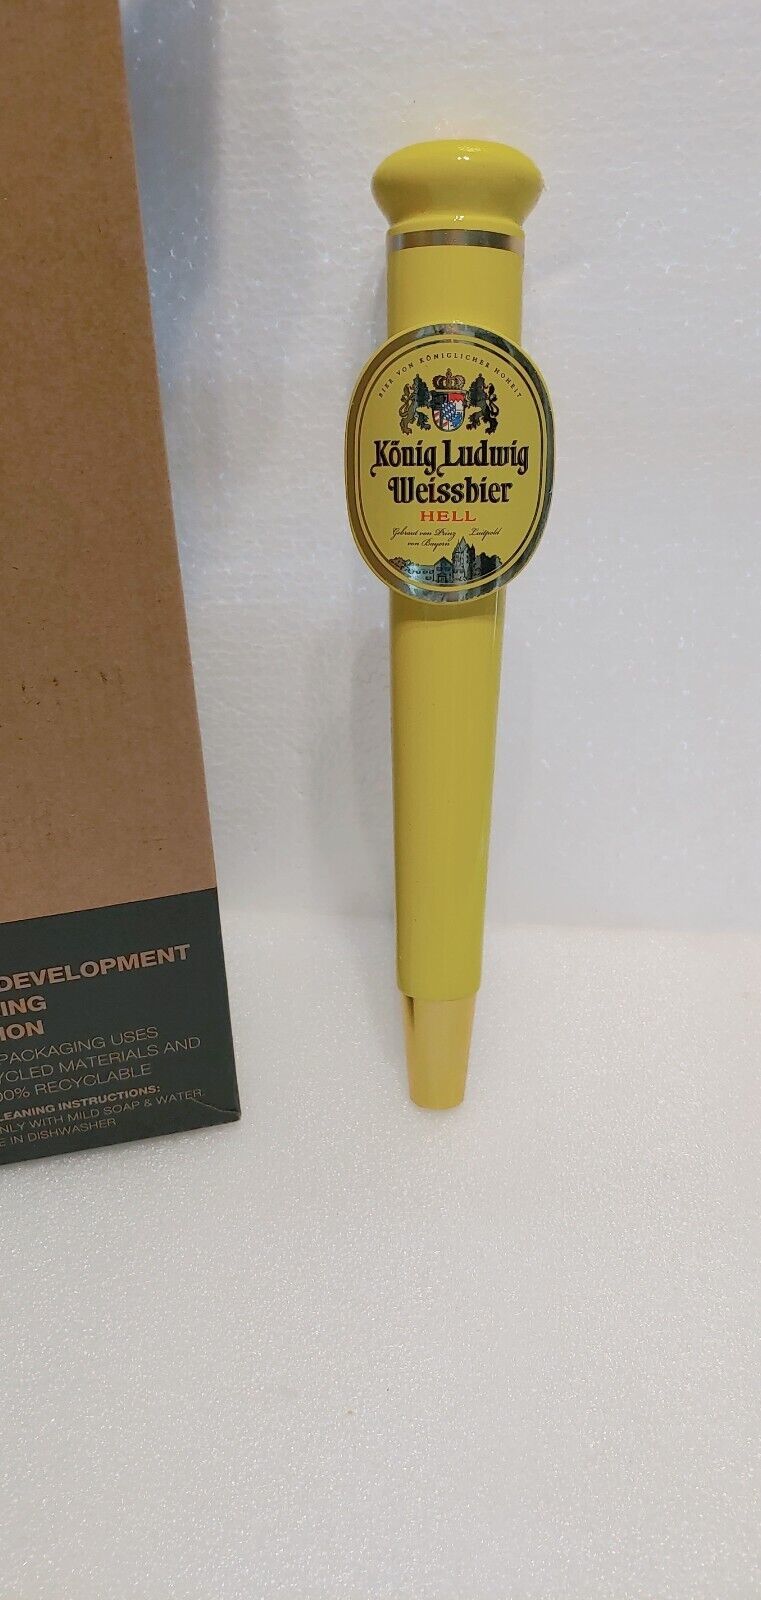 BIER VON KÖNIGLICHER HOHEIT
König Ludwig
Weissbier
HELL
Gebraut von Prinz Luitpold
von Bayern
DEVELOPMENT
ING
ION
PACKAGING USES
YCLED MATERIALS AND
00% RECYCLABLE
LEANING INSTRUCTIONS:
NLY WITH MILD SOAP & WATER.
E IN DISHWASHER